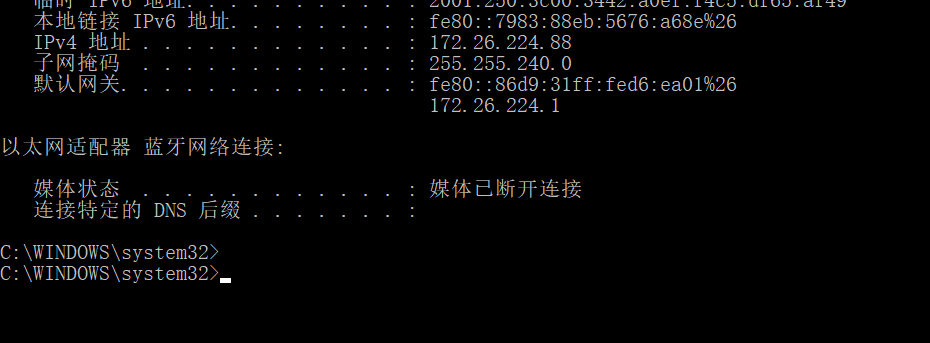 本地链接 IPv6 地址. . . . . . . . : fe80::7983:88eb:5676:a68e%26
IPv4 地址 . . . . . . . . . . . . : 172.26.224.88
子网掩码 . . . . . . . . . . . . : 255.255.240.0
默认网关. . . . . . . . . . . . . : fe80::86d9:31ff:fed6:ea01%26
172.26.224.1
以太网适配器 蓝牙网络连接:
媒体状态 . . . . . . . . . . . . : 媒体已断开连接
连接特定的 DNS 后缀 . . . . . . . :
C:\WINDOWS\system32>
C:\WINDOWS\system32>